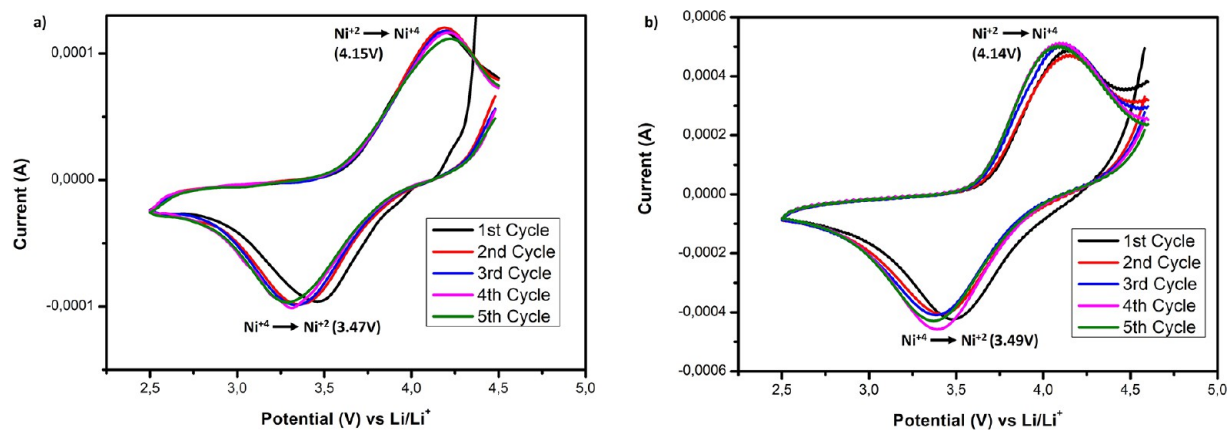 a)
Ni+2 → Ni+4
(4.15V)
0,0001
0,0000
-0,0001
Current (A)
1st Cycle
2nd Cycle
3rd Cycle
4th Cycle
5th Cycle
Ni+4 → Ni+2 (3.47V)
2,5 3,0 3,5 4,0 4,5 5,0
Potential (V) vs Li/Li+
b)
Ni+2 → Ni+4
(4.14V)
0,0006
0,0004
0,0002
0,0000
-0,0002
-0,0004
-0,0006
Current (A)
1st Cycle
2nd Cycle
3rd Cycle
4th Cycle
5th Cycle
Ni+4 → Ni+2 (3.49V)
2,5 3,0 3,5 4,0 4,5 5,0
Potential (V) vs Li/Li+